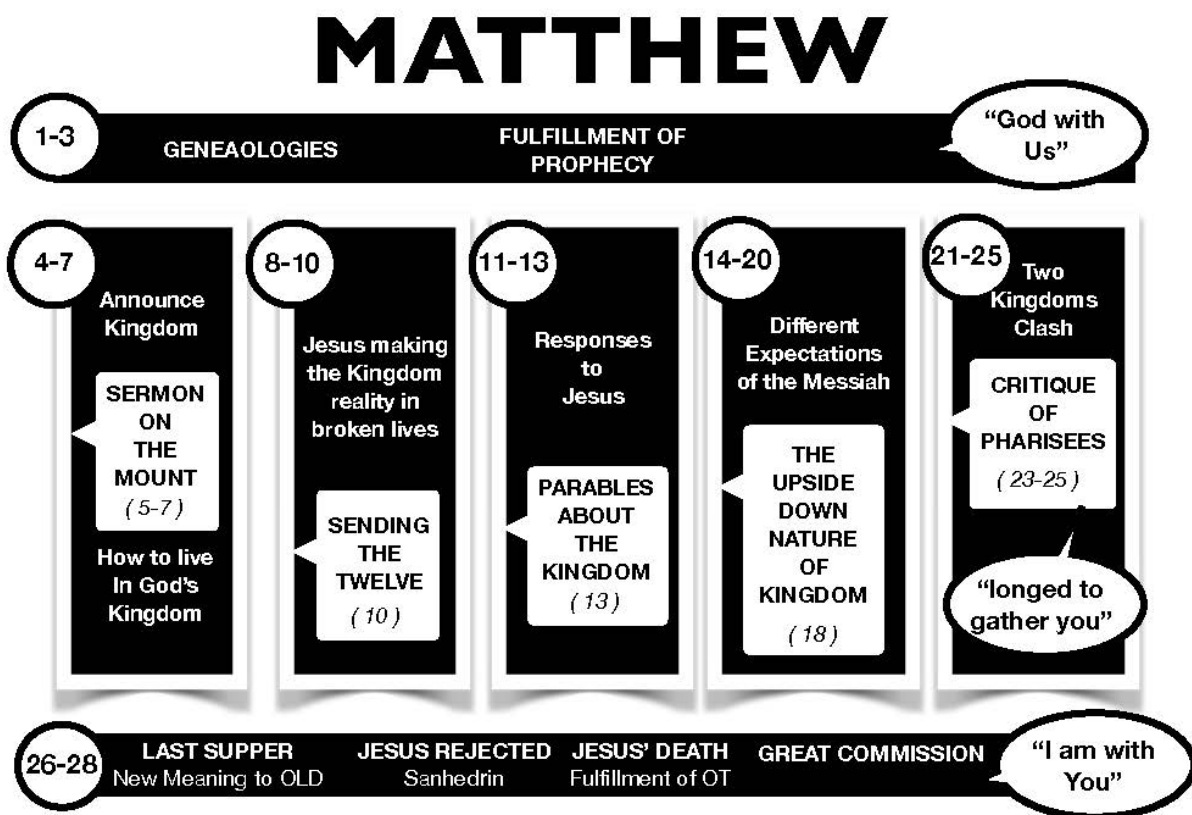 MATTHEW
1-3
GENEAOLOGIES
FULFILLMENT OF
PROPHECY
“God with
Us”
4-7
Announce
Kingdom
SERMON
ON
THE
MOUNT
( 5-7 )
How to live
In God’s
Kingdom
8-10
Jesus making
the Kingdom
reality in
broken lives
SENDING
THE
TWELVE
( 10 )
11-13
Responses
to
Jesus
PARABLES
ABOUT
THE
KINGDOM
( 13 )
14-20
Different
Expectations
of the Messiah
THE
UPSIDE
DOWN
NATURE
OF
KINGDOM
( 18 )
21-25
Two
Kingdoms
Clash
CRITIQUE
OF
PHARISEES
( 23-25 )
“longed to
gather you”
26-28
LAST SUPPER
New Meaning to OLD
JESUS REJECTED
Sanhedrin
JESUS’ DEATH
Fulfillment of OT
GREAT COMMISSION
“I am with
You”